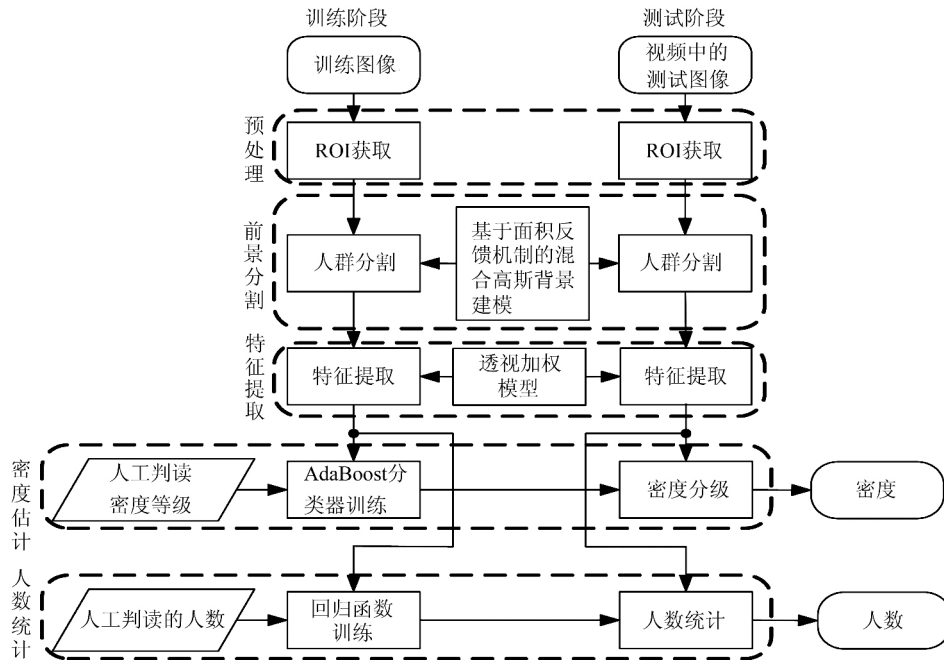 训练阶段
测试阶段
训练图像
视频中的
测试图像
预处理
ROI获取
ROI获取
前景分割
人群分割
基于面积反
馈机制的混
合高斯背景
建模
人群分割
特征提取
特征提取
透视加权
模型
特征提取
密度估计
人工判读
密度等级
AdaBoost分
类器训练
密度分级
密度
人数统计
人工判读的人数
回归函数
训练
人数统计
人数